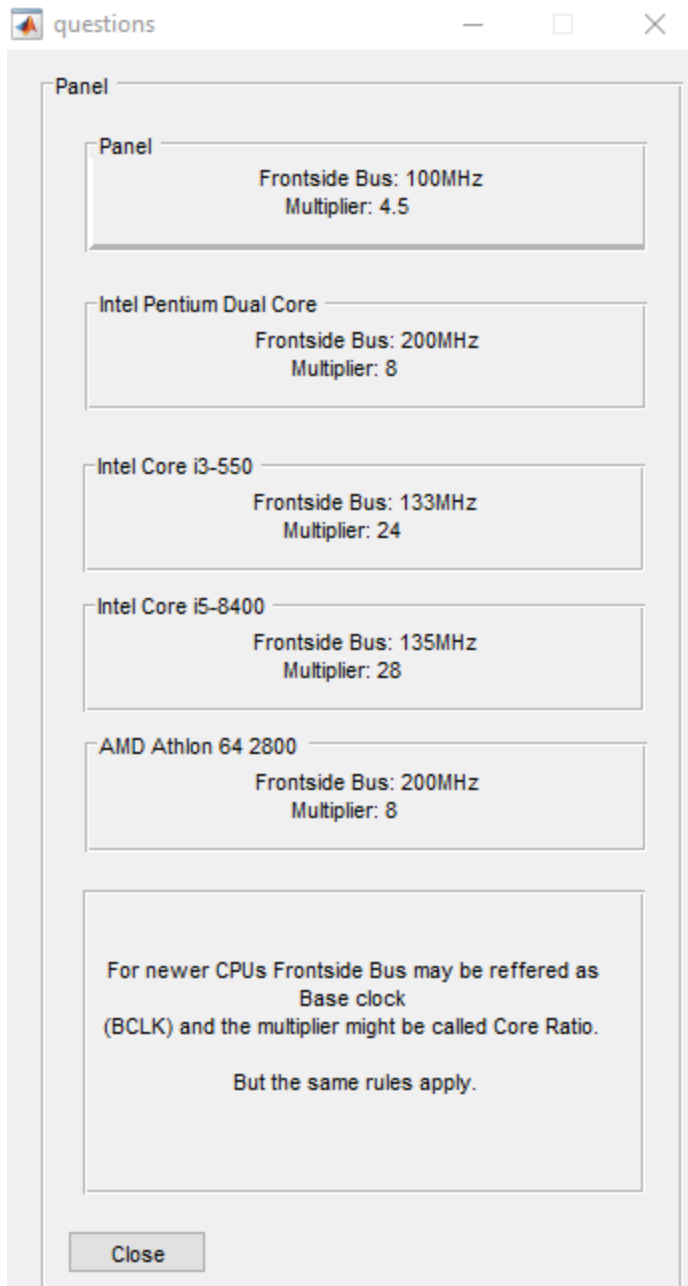 questions
Panel
Panel
Frontside Bus: 100MHz
Multiplier: 4.5
Intel Pentium Dual Core
Frontside Bus: 200MHz
Multiplier: 8
Intel Core i3-550
Frontside Bus: 133MHz
Multiplier: 24
Intel Core i5-8400
Frontside Bus: 135MHz
Multiplier: 28
AMD Athlon 64 2800
Frontside Bus: 200MHz
Multiplier: 8
For newer CPUs Frontside Bus may be reffered as
Base clock
(BCLK) and the multiplier might be called Core Ratio.
But the same rules apply.
Close